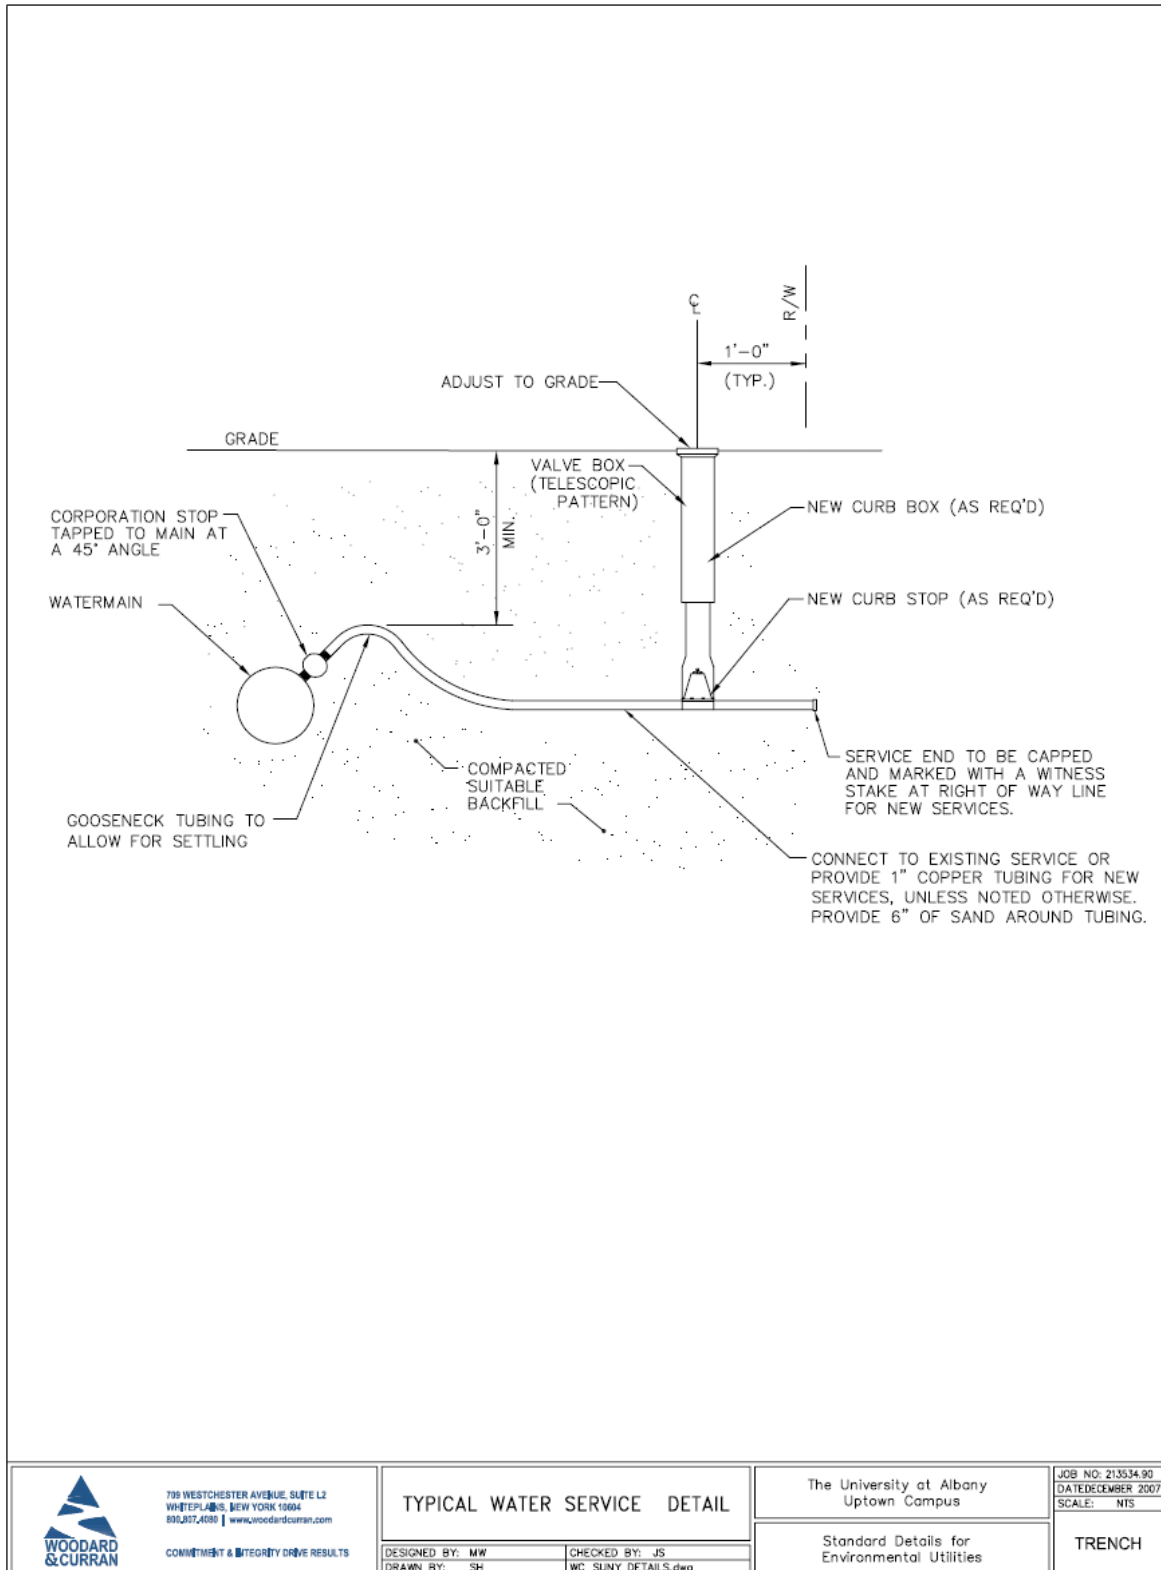 ℄
R/W
1'-0"
(TYP.)
ADJUST TO GRADE
GRADE
VALVE BOX
(TELESCOPIC
PATTERN)
3'-0"
MIN.
NEW CURB BOX (AS REQ'D)
CORPORATION STOP
TAPPED TO MAIN AT
A 45° ANGLE
WATERMAIN
NEW CURB STOP (AS REQ'D)
SERVICE END TO BE CAPPED
AND MARKED WITH A WITNESS
STAKE AT RIGHT OF WAY LINE
FOR NEW SERVICES.
COMPACTED
SUITABLE
BACKFILL
GOOSENECK TUBING TO
ALLOW FOR SETTLING
CONNECT TO EXISTING SERVICE OR
PROVIDE 1" COPPER TUBING FOR NEW
SERVICES, UNLESS NOTED OTHERWISE.
PROVIDE 6" OF SAND AROUND TUBING.
WOODARD
&CURRAN
709 WESTCHESTER AVENUE, SUITE L2
WHITEPLAINS, NEW YORK 10604
800.807.4080 | www.woodardcurran.com
COMMITMENT & INTEGRITY DRIVE RESULTS
TYPICAL WATER SERVICE DETAIL
DESIGNED BY: MW
CHECKED BY: JS
DRAWN BY: SH
WC_SUNY_DETAILS.dwg
The University at Albany
Uptown Campus
Standard Details for
Environmental Utilities
JOB NO: 213534.90
DATEDECEMBER 2007
SCALE: NTS
TRENCH